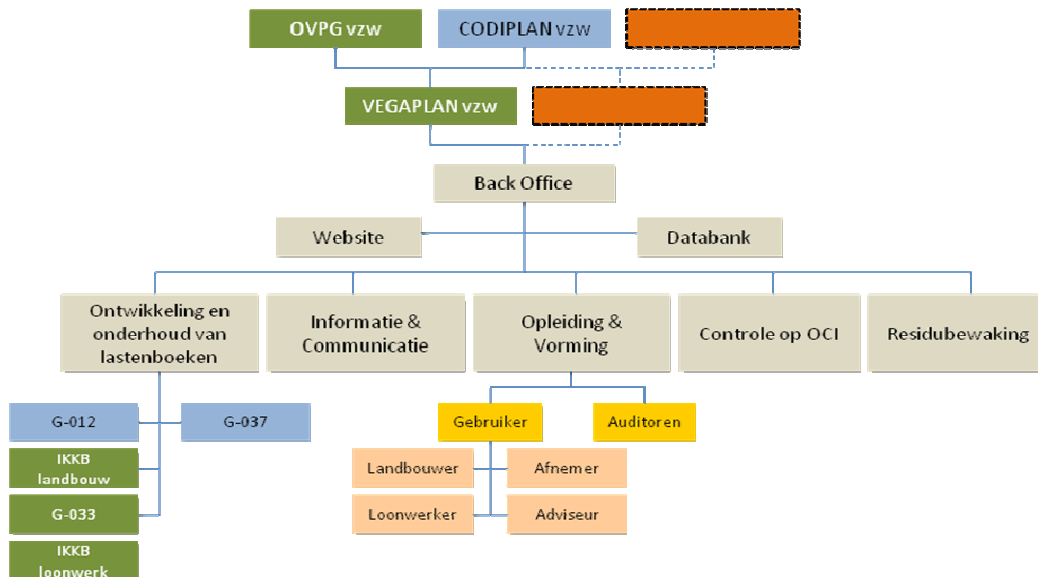 OVPG vzw
CODIPLAN vzw
VEGAPLAN vzw
Back Office
Website
Databank
Ontwikkeling en
onderhoud van
lastenboeken
Informatie &
Communicatie
Opleiding &
Vorming
Controle op OCI
Residubewaking
G-012
G-037
Gebruiker
Auditoren
IKKB
landbouw
Landbouwer
Afnemer
G-033
Loonwerker
Adviseur
IKKB
loonwerk